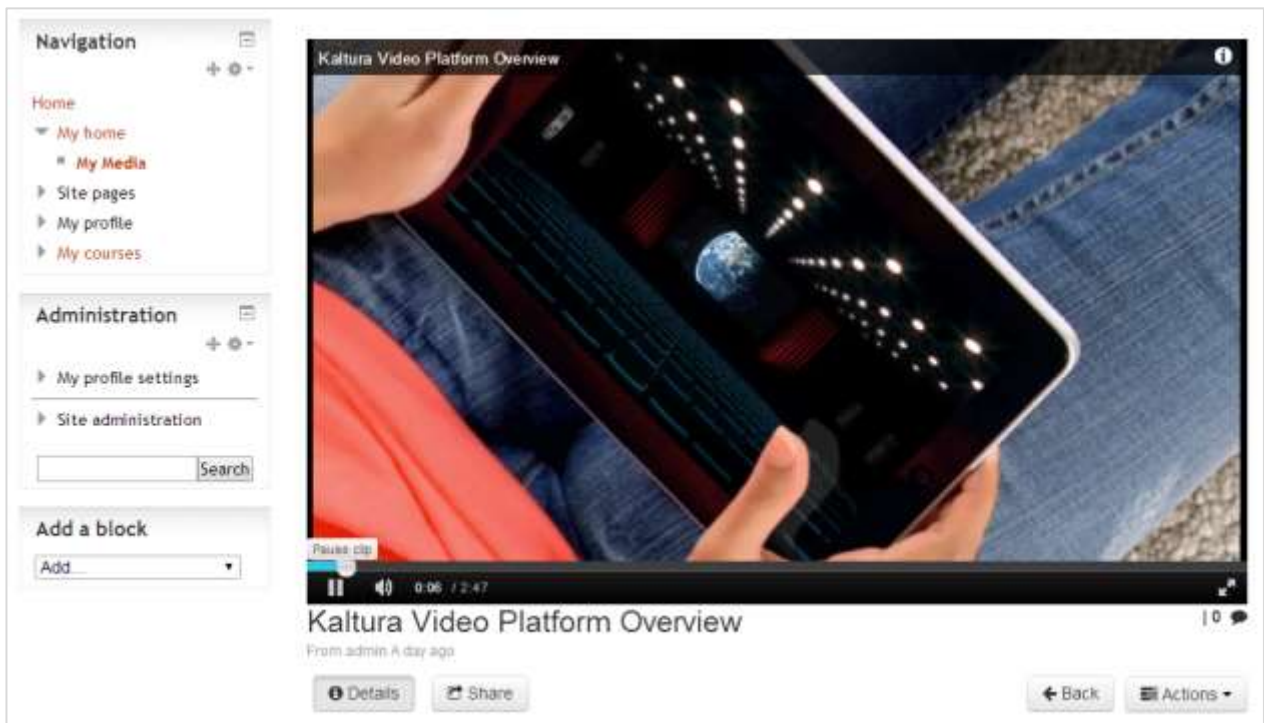 Navigation
Home
My home
My Media
Site pages
My profile
My courses
Administration
My profile settings
Site administration
Search
Add a block
Add...
Kaltura Video Platform Overview
Pause clip
0:06 / 2:47
Kaltura Video Platform Overview
| 0
From admin A day ago
Details
Share
Back
Actions